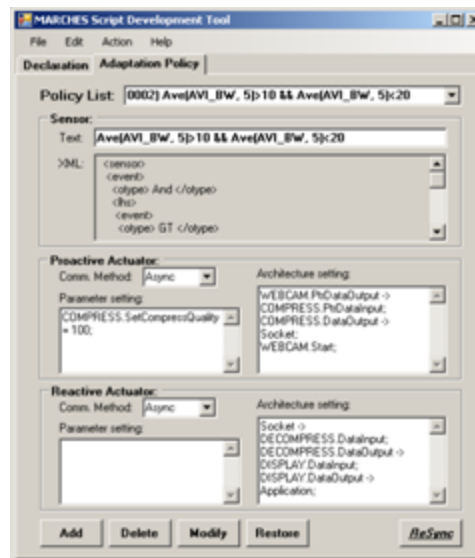 MARCHES Script Development Tool
File Edit Action Help
Declaration Adaptation Policy
Policy List: [0002] Ave(AVI_BW, 5)>10 && Ave(AVI_BW, 5)<20
Sensor:
Text: Ave(AVI_BW, 5)>10 && Ave(AVI_BW, 5)<20
XML: <sensor>
<event>
<otype> And </otype>
<lhs>
<event>
<otype> GT </otype>
Proactive Actuator:
Comm. Method: Async
Parameter setting:
COMPRESS.SetCompressQuality
= 100;
Architecture setting:
WEBCAM.PhDataOutput ->
COMPRESS.PhDataInput;
COMPRESS.DataOutput ->
Socket;
WEBCAM.Start;
Reactive Actuator:
Comm. Method: Async
Parameter setting:
Architecture setting:
Socket ->
DECOMPRESS.DataInput;
DECOMPRESS.DataOutput ->
DISPLAY.DataInput;
DISPLAY.DataOutput ->
Application;
Add Delete Modify Restore ReSync